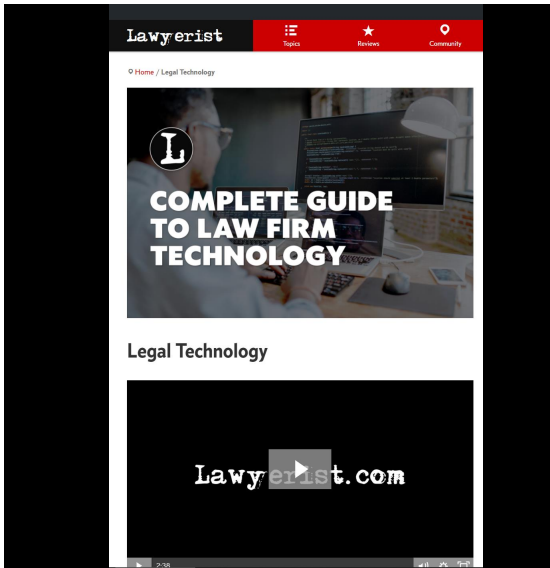 Lawyerist
Topics
Reviews
Community
Home / Legal Technology
L
COMPLETE GUIDE
TO LAW FIRM
TECHNOLOGY
Legal Technology
Lawyerist.com
2:38